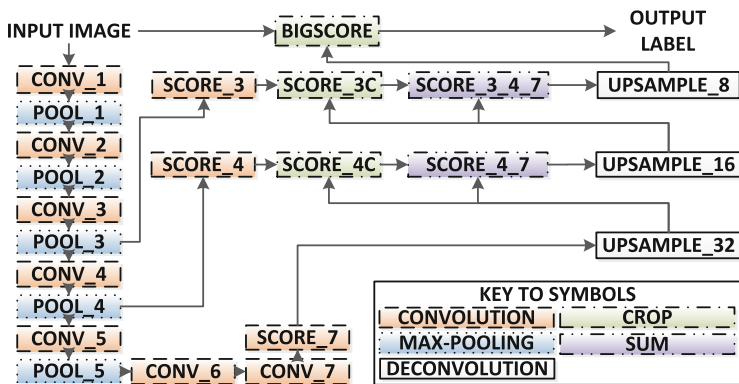 INPUT IMAGE
BIGSCORE
OUTPUT
LABEL
CONV_1
POOL_1
CONV_2
POOL_2
CONV_3
POOL_3
CONV_4
POOL_4
CONV_5
POOL_5
CONV_6
CONV_7
SCORE_7
SCORE_3
SCORE_3C
SCORE_3_4_7
UPSAMPLE_8
SCORE_4
SCORE_4C
SCORE_4_7
UPSAMPLE_16
UPSAMPLE_32
KEY TO SYMBOLS
CONVOLUTION
CROP
MAX-POOLING
SUM
DECONVOLUTION